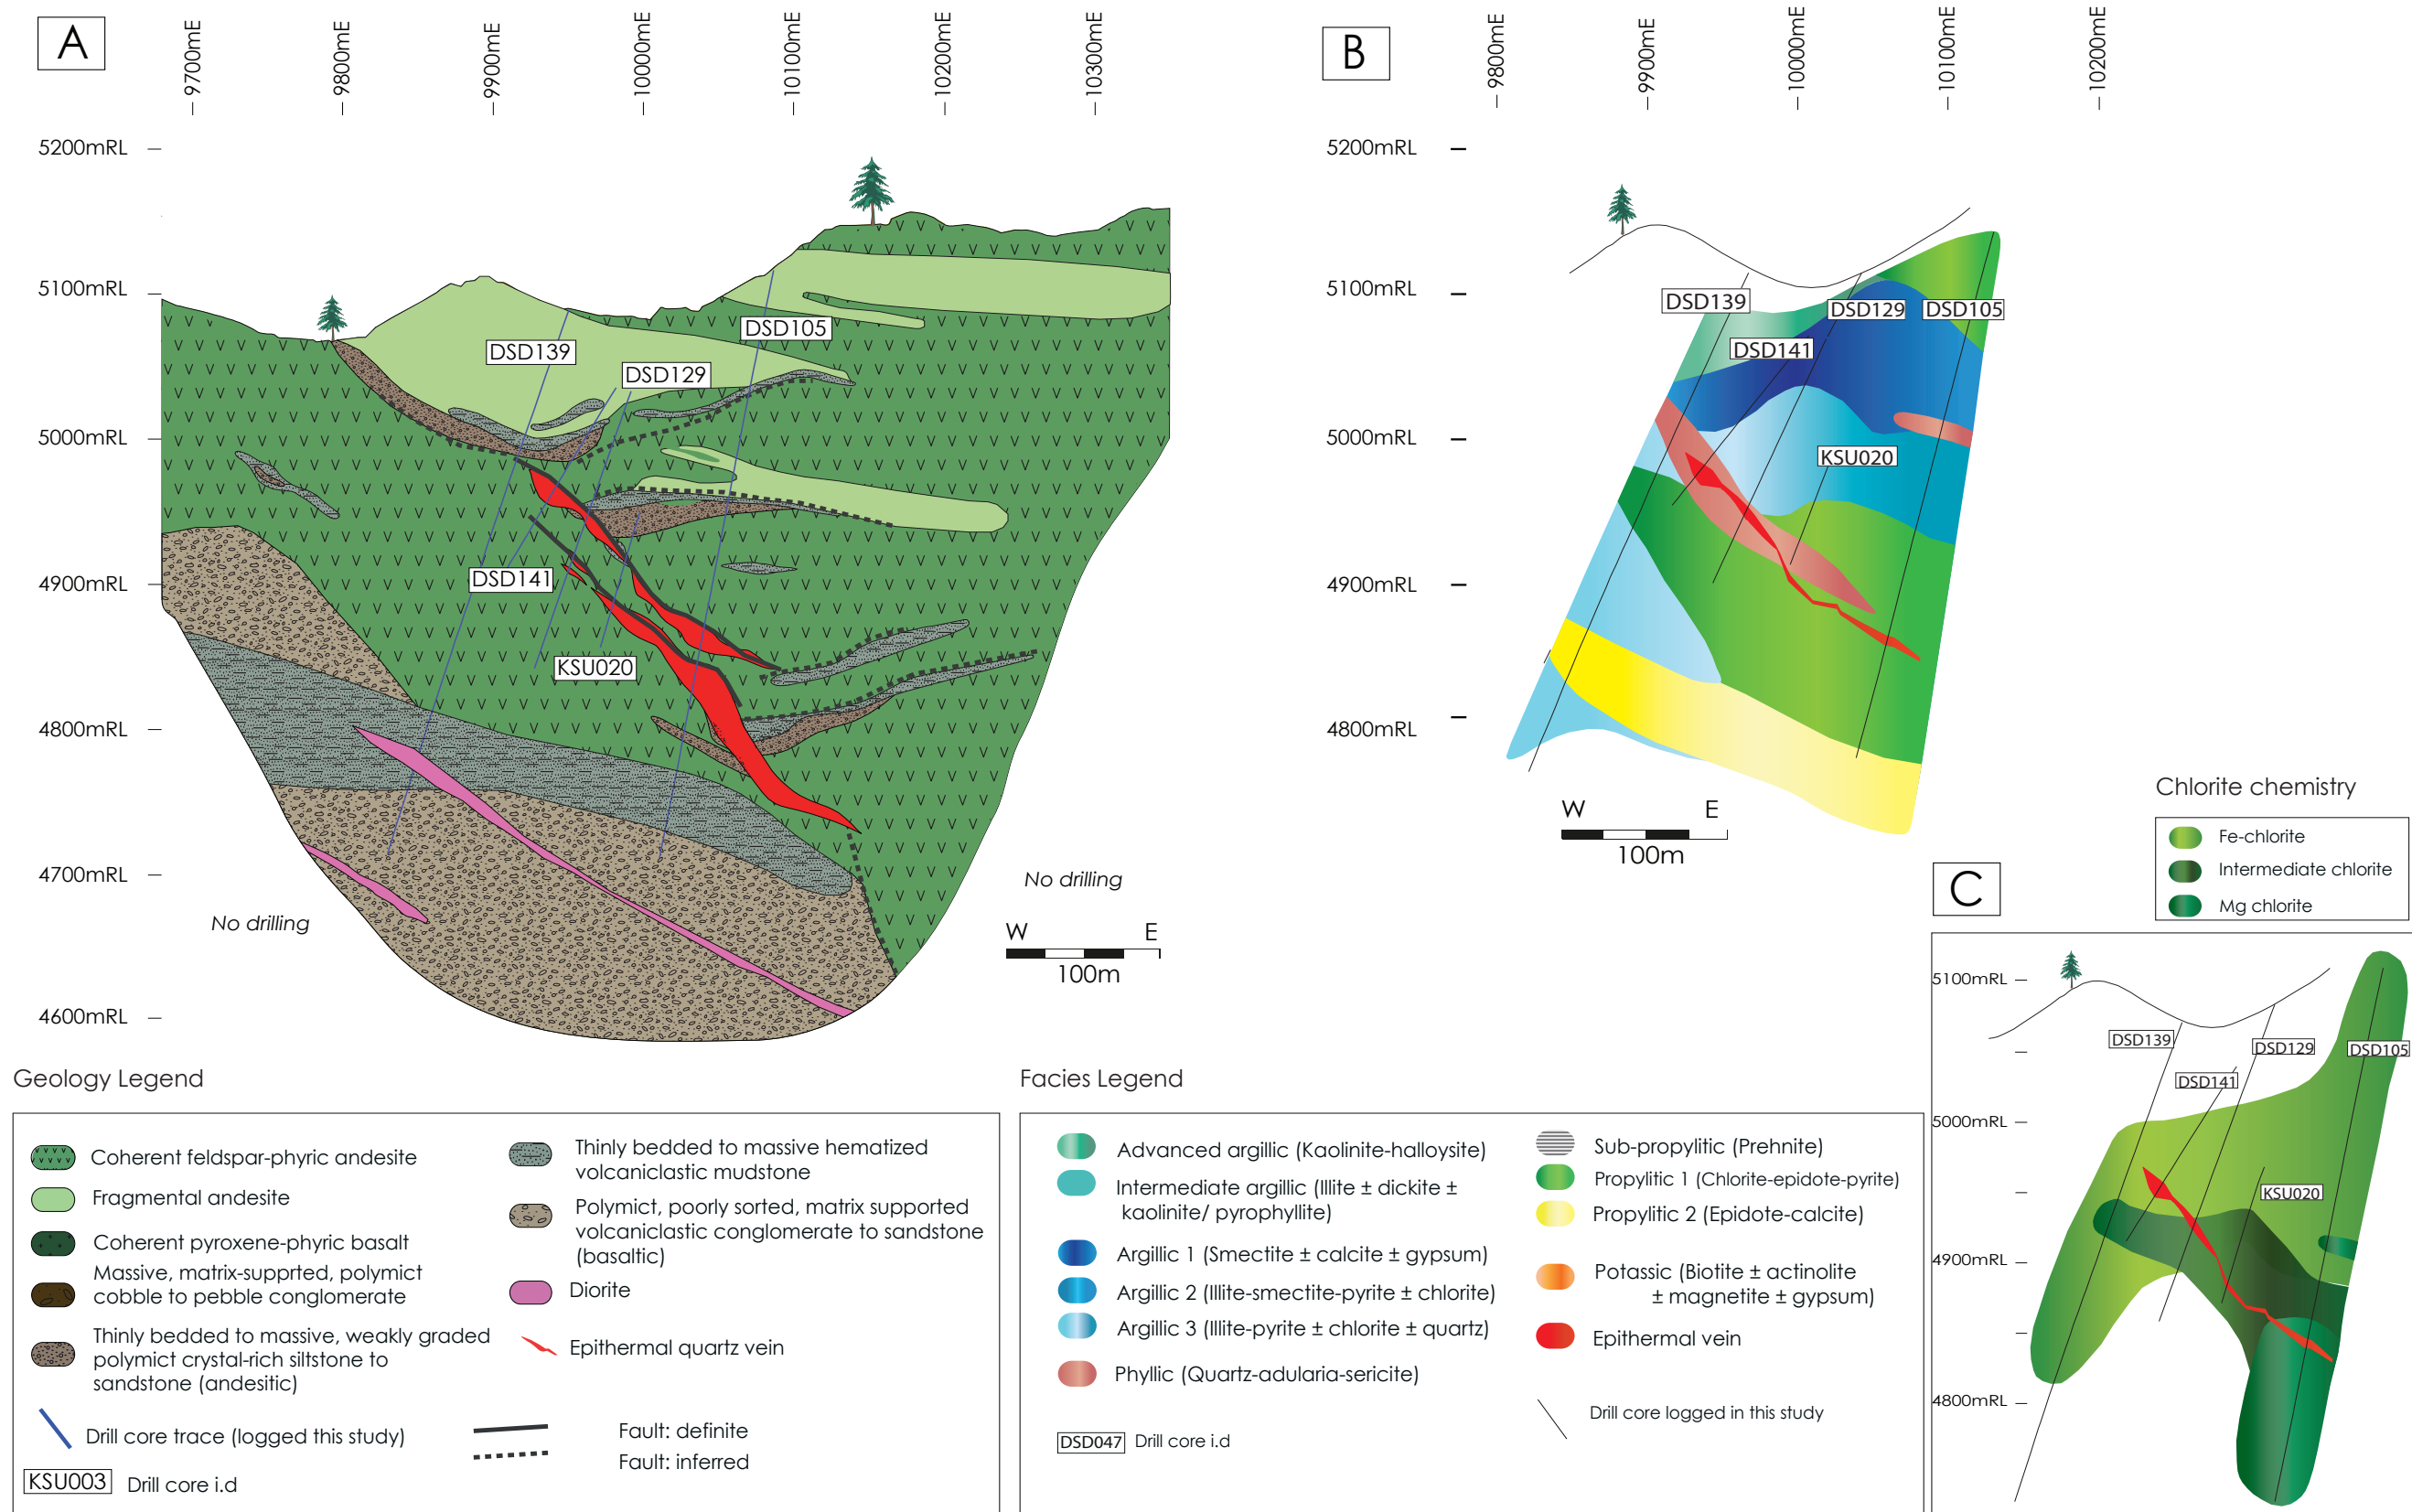 A
9700mE
9800mE
9900mE
10000mE
10100mE
10200mE
10300mE
5200mRL
5100mRL
5000mRL
4900mRL
4800mRL
4700mRL
4600mRL
DSD139
DSD129
DSD105
DSD141
KSU020
No drilling
No drilling
W E
100m
B
9800mE
9900mE
10000mE
10100mE
10200mE
5200mRL
5100mRL
5000mRL
4900mRL
4800mRL
DSD139
DSD129
DSD105
DSD141
KSU020
W E
100m
Chlorite chemistry
Fe-chlorite
Intermediate chlorite
Mg chlorite
C
5100mRL
5000mRL
4900mRL
4800mRL
DSD139
DSD129
DSD105
DSD141
KSU020
Geology Legend
Coherent feldspar-phyric andesite
Fragmental andesite
Coherent pyroxene-phyric basalt
Massive, matrix-supprted, polymict
cobble to pebble conglomerate
Thinly bedded to massive, weakly graded
polymict crystal-rich siltstone to
sandstone (andesitic)
Drill core trace (logged this study)
KSU003 Drill core i.d
Thinly bedded to massive hematized
volcaniclastic mudstone
Polymict, poorly sorted, matrix supported
volcaniclastic conglomerate to sandstone
(basaltic)
Diorite
Epithermal quartz vein
Fault: definite
Fault: inferred
Facies Legend
Advanced argillic (Kaolinite-halloysite)
Intermediate argillic (Illite ± dickite ±
kaolinite/ pyrophyllite)
Argillic 1 (Smectite ± calcite ± gypsum)
Argillic 2 (Illite-smectite-pyrite ± chlorite)
Argillic 3 (Illite-pyrite ± chlorite ± quartz)
Phyllic (Quartz-adularia-sericite)
DSD047 Drill core i.d
Sub-propylitic (Prehnite)
Propylitic 1 (Chlorite-epidote-pyrite)
Propylitic 2 (Epidote-calcite)
Potassic (Biotite ± actinolite
± magnetite ± gypsum)
Epithermal vein
Drill core logged in this study